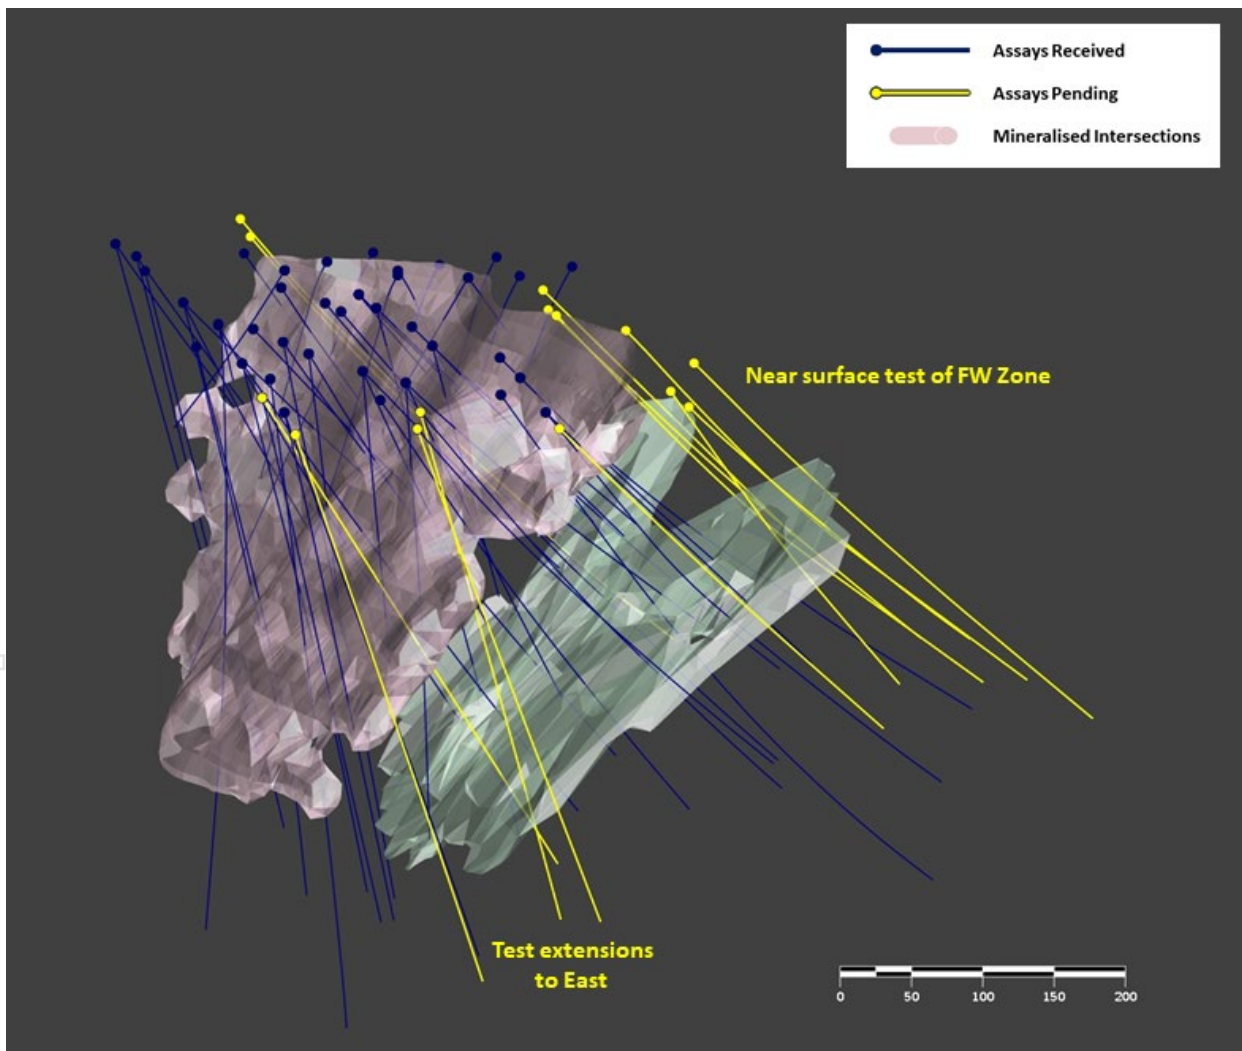 Assays Received
Assays Pending
Mineralised Intersections
Near surface test of FW Zone
Test extensions
to East
0 50 100 150 200